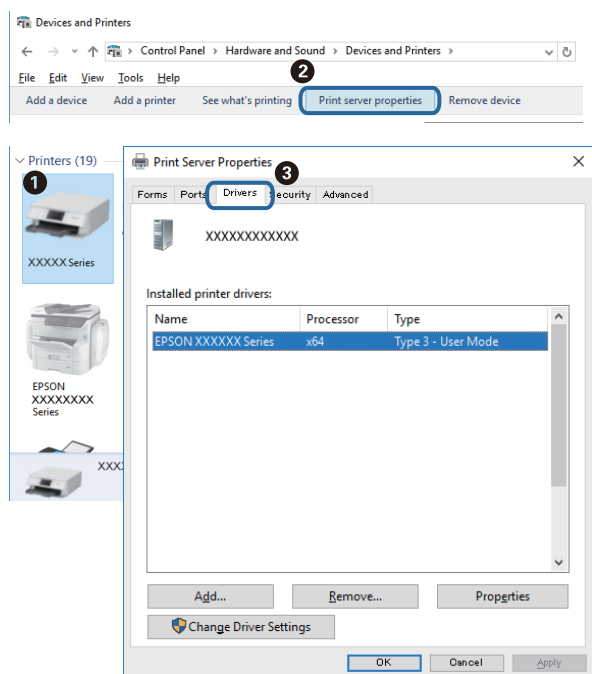 Devices and Printers
Control Panel > Hardware and Sound > Devices and Printers >
2
File Edit View Tools Help
Add a device Add a printer See what's printing Print server properties Remove device
Printers (19)
1
XXXXX Series
EPSON
XXXXXXXX
Series
XXX
Print Server Properties
3
Forms Ports Drivers Security Advanced
XXXXXXXXXXXX
Installed printer drivers:
Name Processor Type
EPSON XXXXXX Series x64 Type 3 - User Mode
Add... Remove... Properties
Change Driver Settings
OK Cancel Apply